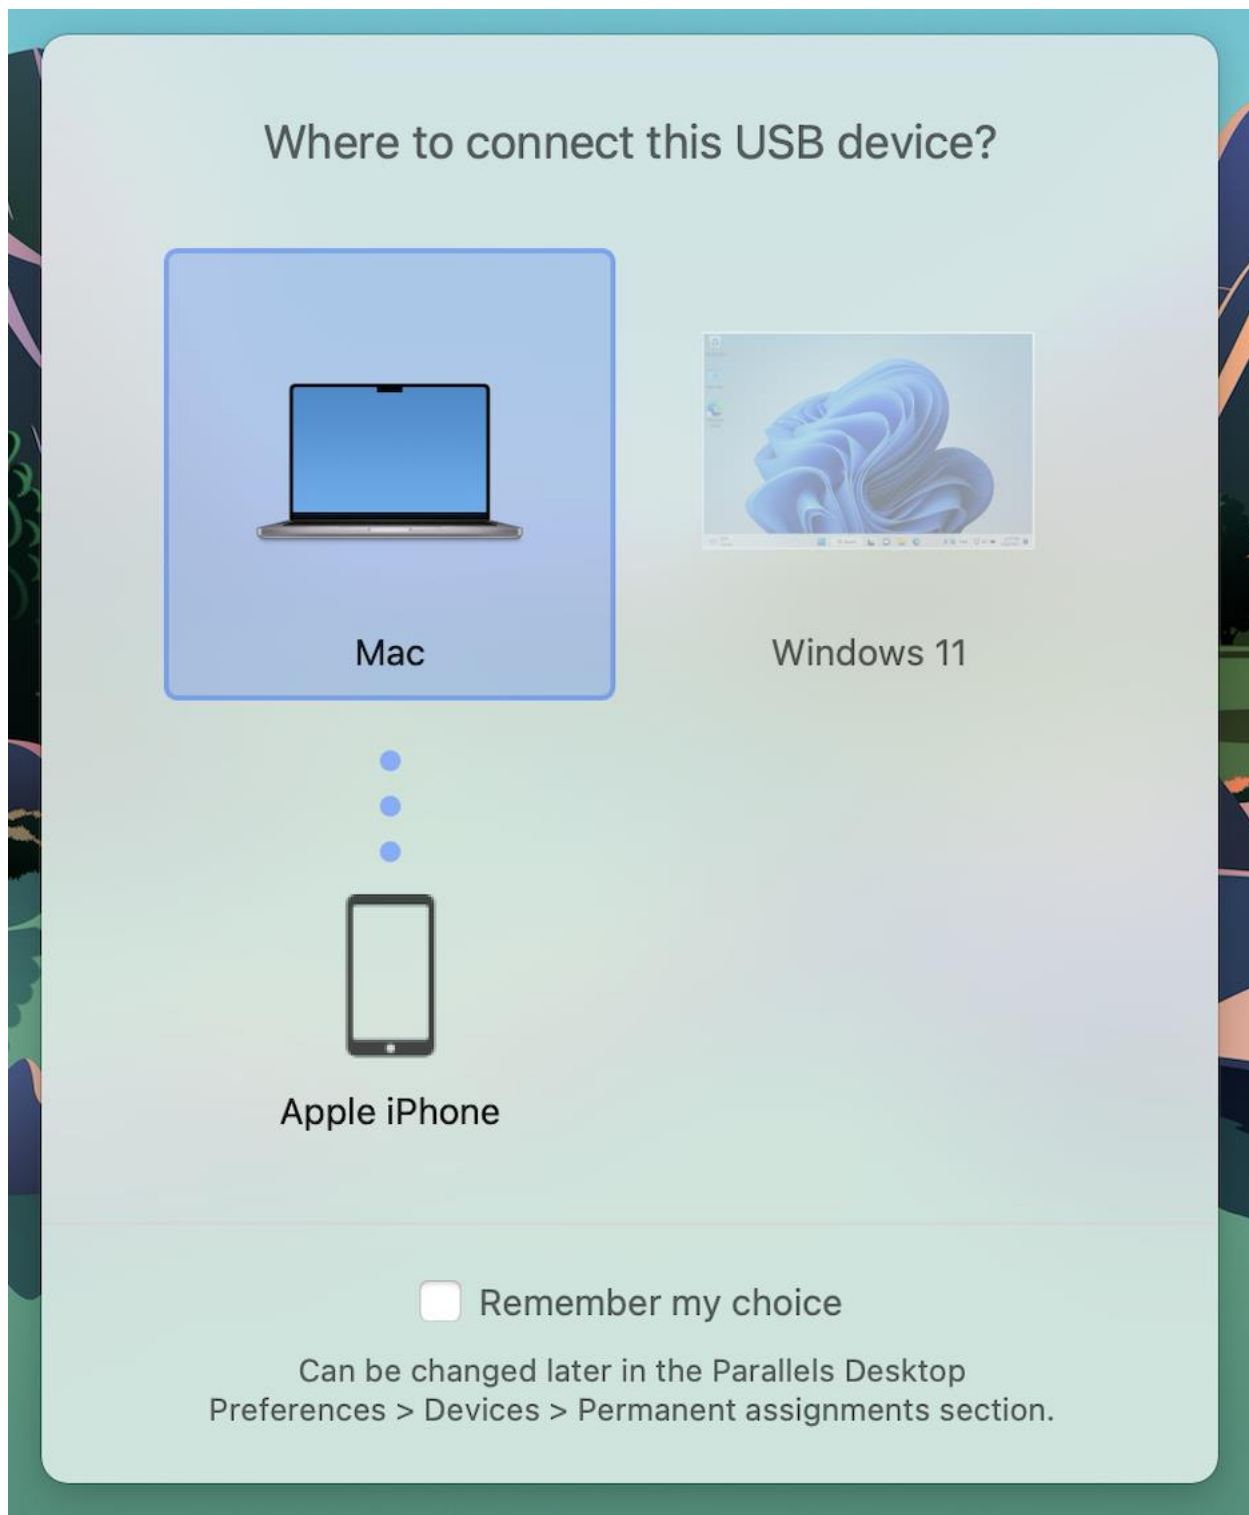 Where to connect this USB device?
Mac
Windows 11
Apple iPhone
Remember my choice
Can be changed later in the Parallels Desktop
Preferences > Devices > Permanent assignments section.